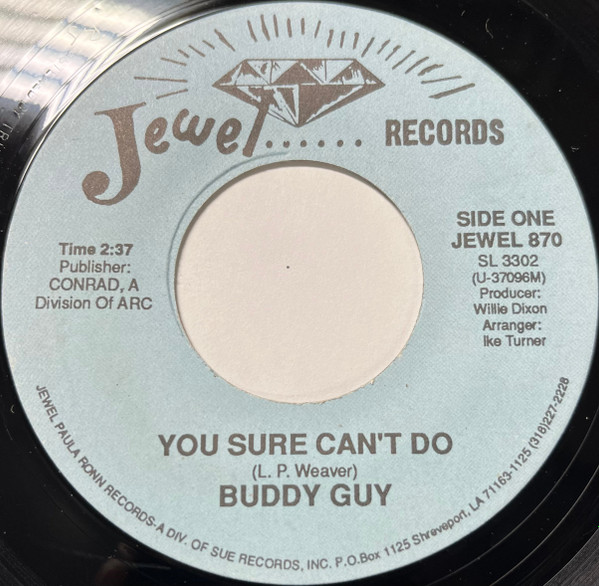 Jewel......
RECORDS
SIDE ONE
JEWEL 870
SL 3302
(U-37096M)
Producer:
Willie Dixon
Arranger:
Ike Turner
Time 2:37
Publisher:
CONRAD, A
Division Of ARC
YOU SURE CAN'T DO
(L. P. Weaver)
BUDDY GUY
JEWEL PAULA RONN RECORDS-A DIV. OF SUE RECORDS, INC. P.O.Box 1125 Shreveport, LA 71163-1125 (318)227-2228